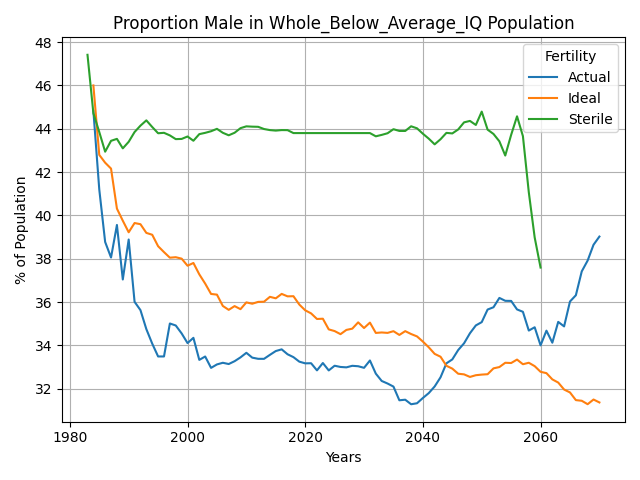 Proportion Male in Whole_Below_Average_IQ Population
48
46
44
42
40
38
36
34
32
% of Population
Fertility
Actual
Ideal
Sterile
1980
2000
2020
2040
2060
Years